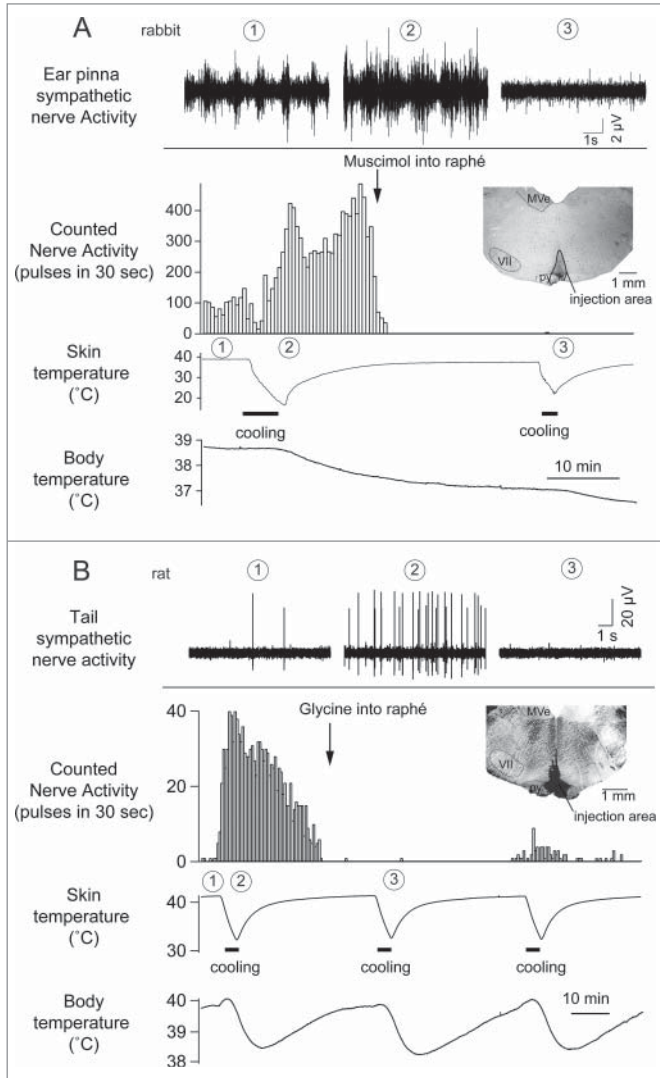 A
rabbit
1 2 3
Ear pinna
sympathetic
nerve Activity
1s
2 µV
Muscimol into raphé
Counted
Nerve Activity
(pulses in 30 sec)
400
300
200
100
0
MVe
VII
py
1 mm
injection area
1 2 3
Skin
temperature
(˚C)
40
30
20
cooling
cooling
Body
temperature
(˚C)
39
38
37
10 min
B
rat
1 2 3
Tail
sympathetic
nerve activity
1 s
20 µV
Glycine into raphé
Counted
Nerve Activity
(pulses in 30 sec)
40
20
0
MVe
VII
py
1 mm
injection area
1 2 3
Skin
temperature
(˚C)
40
30
cooling
cooling
cooling
Body
temperature
(˚C)
40
39
38
10 min